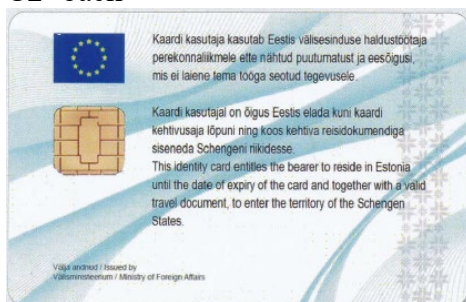 Kaardi kasutaja kasutab Eestis välisesinduse haldustöötaja
perekonnaliikmele ette nähtud puutumatust ja eesõigusi,
mis ei laiene tema tööga seotud tegevusele.
Kaardi kasutajal on õigus Eestis elada kuni kaardi
kehtivusaja lõpuni ning koos kehtiva reisidokumendiga
siseneda Schengeni riikidesse.
This identity card entitles the bearer to reside in Estonia
until the date of expiry of the card and together with a valid
travel document, to enter the territory of the Schengen
States.
Välja andnud / Issued by
Välisministeerium / Ministry of Foreign Affairs